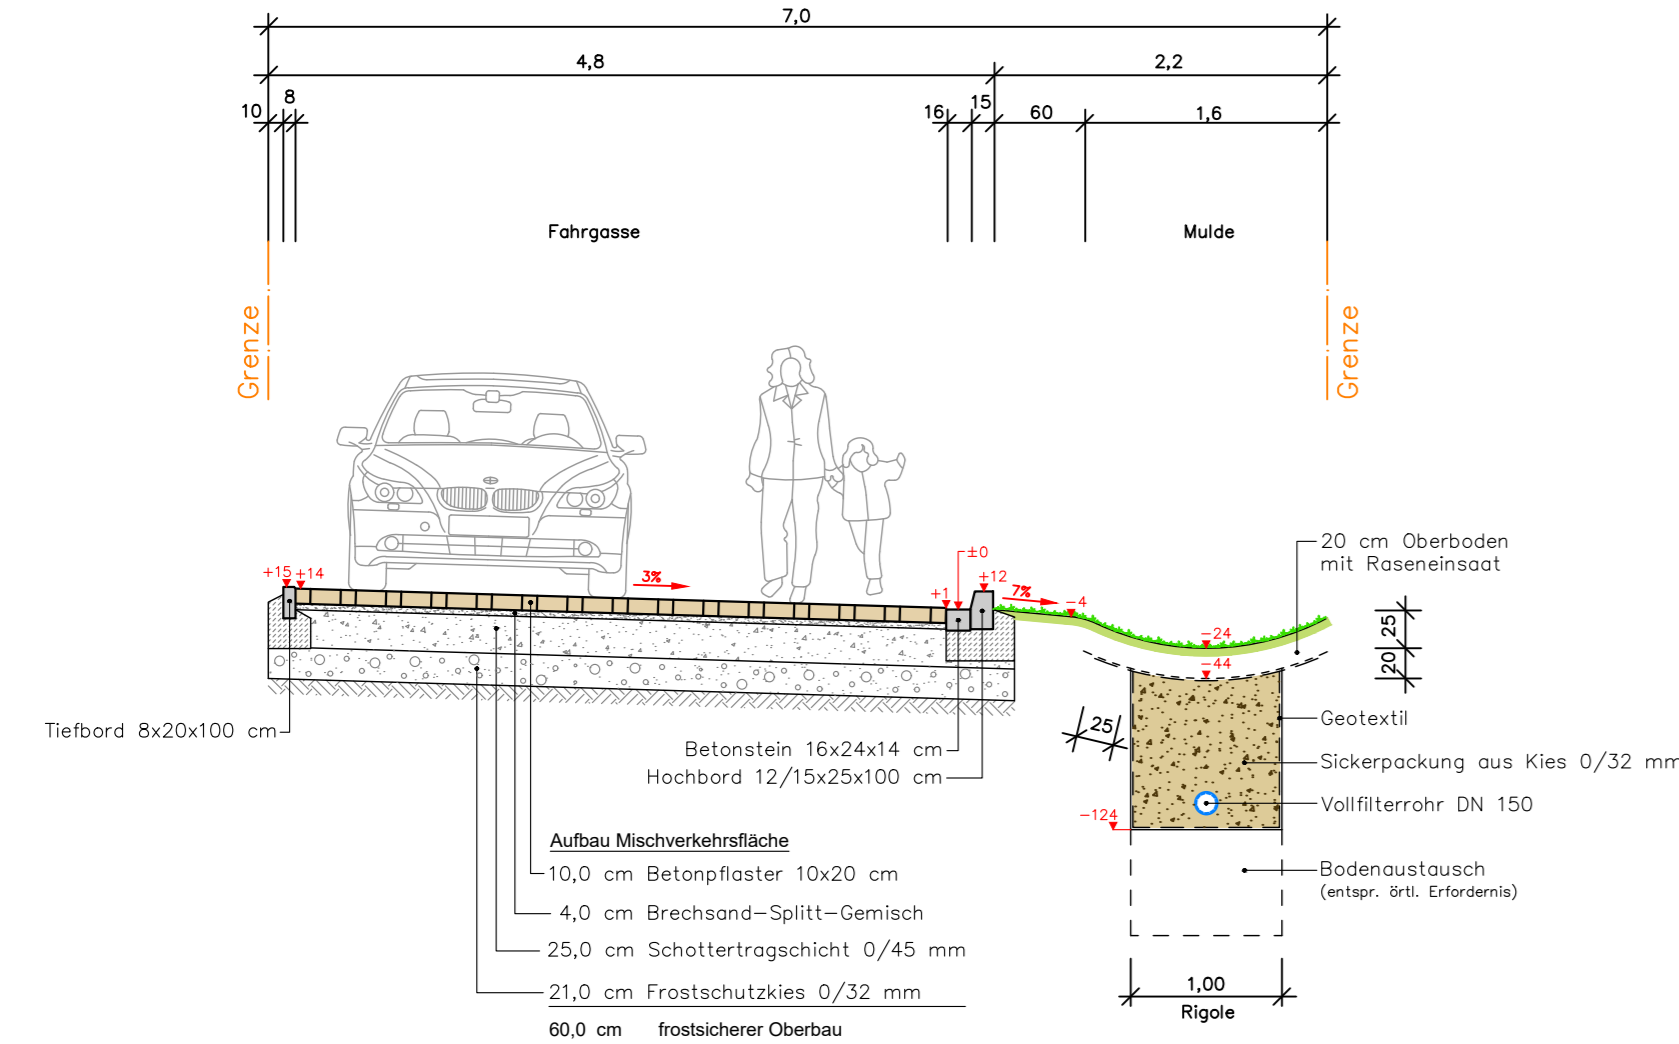 7,0
4,8
2,2
10
8
16
15
60
1,6
Fahrgasse
Mulde
Grenze
Grenze
+15
+14
3%
±0
+1
+12
7%
-4
-24
-44
20 cm Oberboden
mit Raseneinsaat
25
20
Tiefbord 8x20x100 cm
Betonstein 16x24x14 cm
Hochbord 12/15x25x100 cm
25
Geotextil
Sickerpackung aus Kies 0/32 mm
Vollfilterrohr DN 150
-124
Aufbau Mischverkehrsfläche
10,0 cm Betonpflaster 10x20 cm
4,0 cm Brechsand-Splitt-Gemisch
25,0 cm Schottertragschicht 0/45 mm
21,0 cm Frostschutzkies 0/32 mm
60,0 cm frostsicherer Oberbau
Bodenaustausch
(entspr. örtl. Erfordernis)
1,00
Rigole